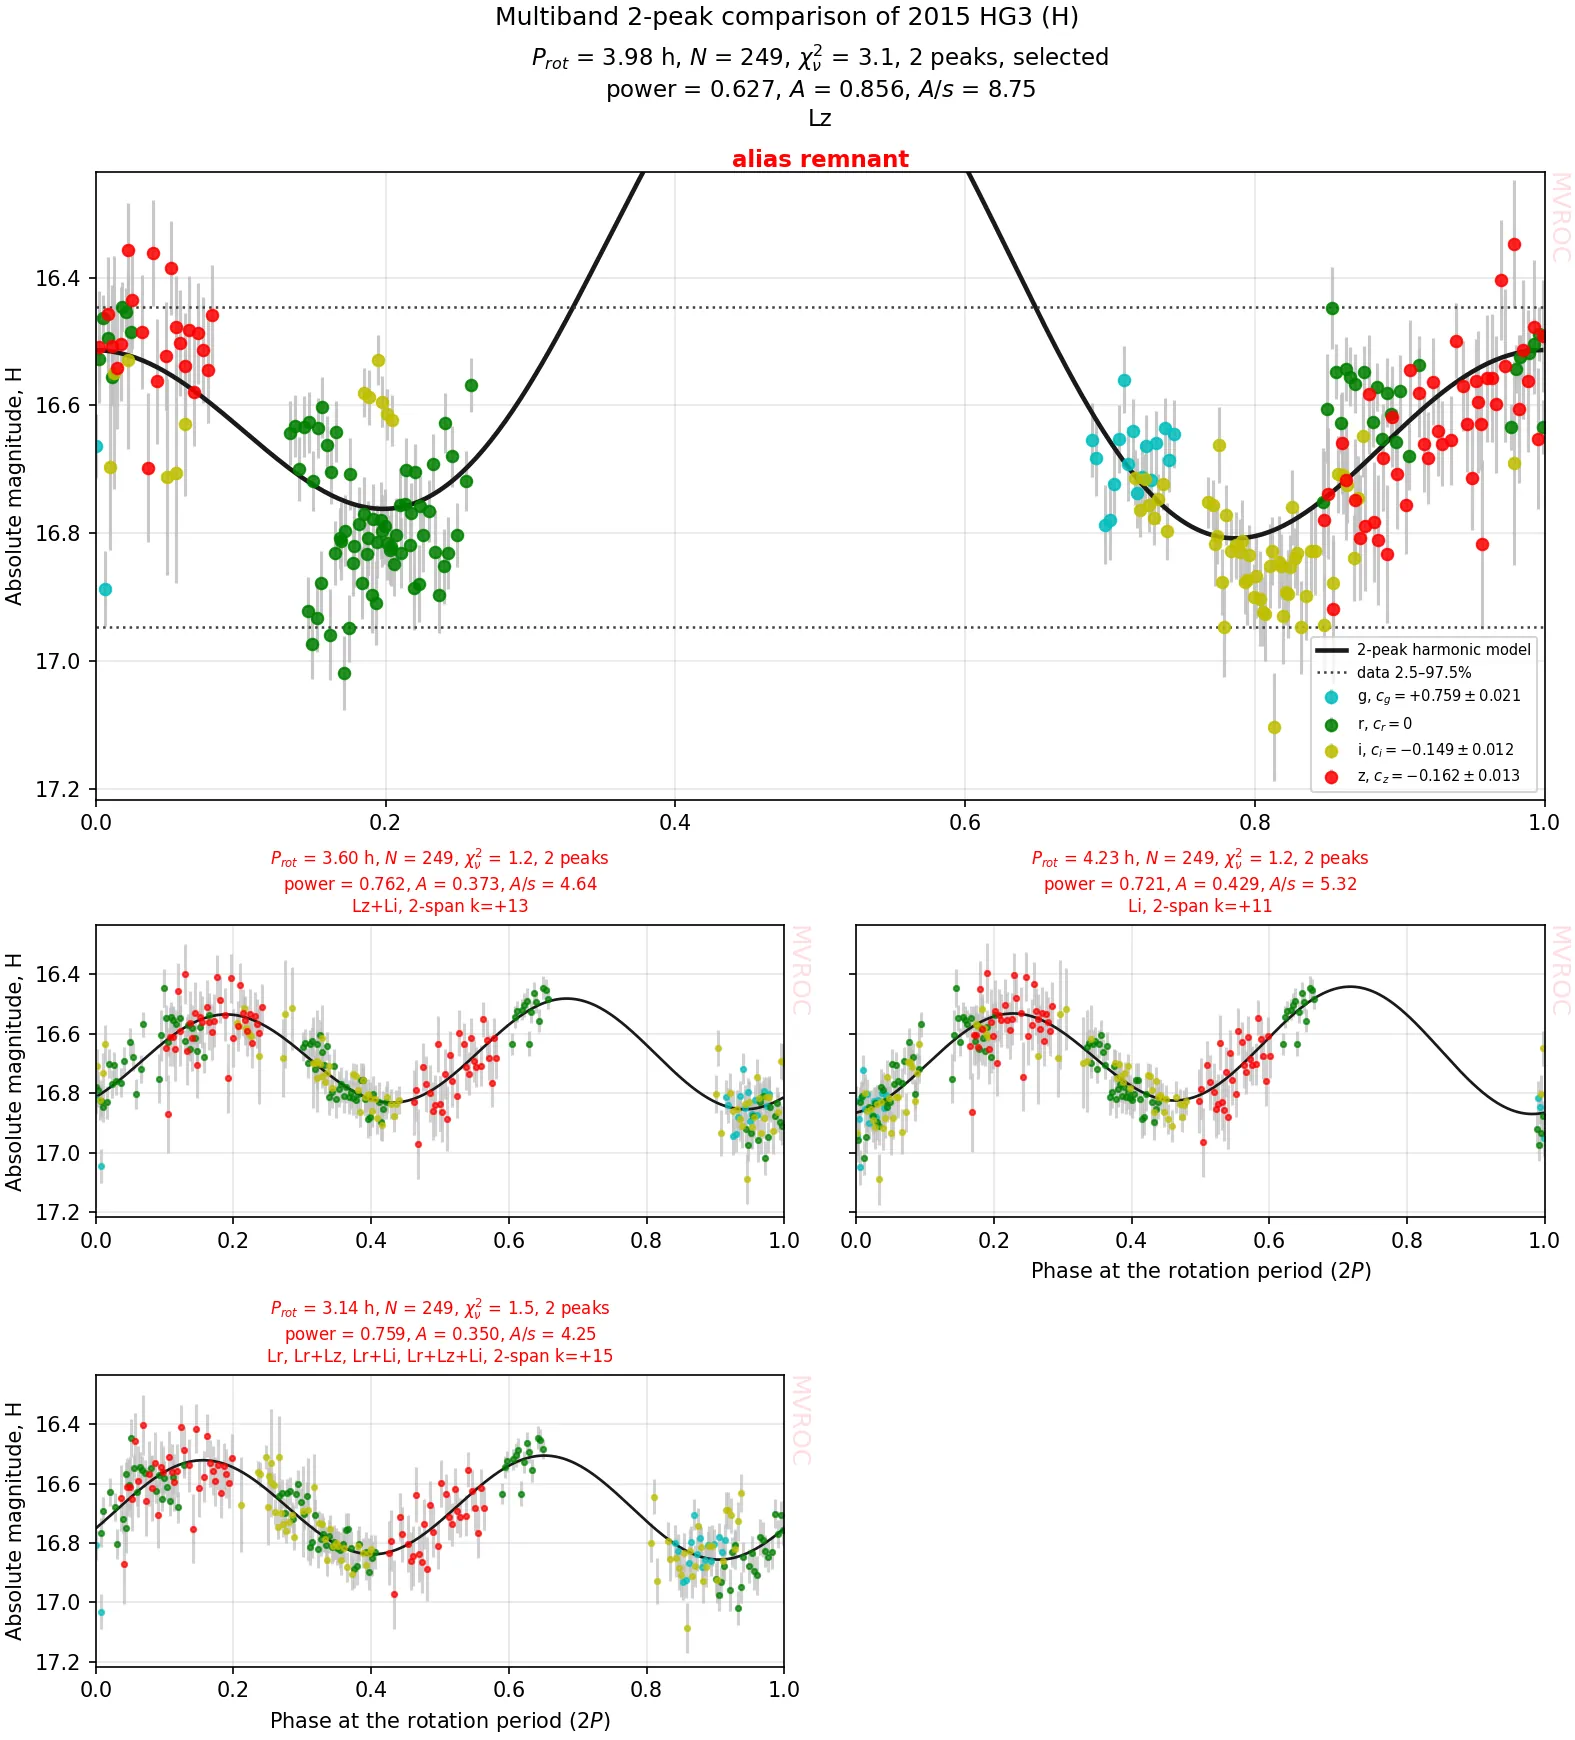 Multiband 2-peak comparison of 2015 HG3 (H)
P_rot = 3.98 h, N = 249, χ²_ν = 3.1, 2 peaks, selected
power = 0.627, A = 0.856, A/s = 8.75
Lz
alias remnant
MVROC
Absolute magnitude, H
16.4
16.6
16.8
17.0
17.2
0.0 0.2 0.4 0.6 0.8 1.0
2-peak harmonic model
data 2.5–97.5%
g, c_g = +0.759 ± 0.021
r, c_r = 0
i, c_i = −0.149 ± 0.012
z, c_z = −0.162 ± 0.013
P_rot = 3.60 h, N = 249, χ²_ν = 1.2, 2 peaks
power = 0.762, A = 0.373, A/s = 4.64
Lz+Li, 2-span k=+13
MVROC
Absolute magnitude, H
16.4
16.6
16.8
17.0
17.2
0.0 0.2 0.4 0.6 0.8 1.0
P_rot = 4.23 h, N = 249, χ²_ν = 1.2, 2 peaks
power = 0.721, A = 0.429, A/s = 5.32
Li, 2-span k=+11
MVROC
0.0 0.2 0.4 0.6 0.8 1.0
Phase at the rotation period (2P)
P_rot = 3.14 h, N = 249, χ²_ν = 1.5, 2 peaks
power = 0.759, A = 0.350, A/s = 4.25
Lr, Lr+Lz, Lr+Li, Lr+Lz+Li, 2-span k=+15
MVROC
Absolute magnitude, H
16.4
16.6
16.8
17.0
17.2
0.0 0.2 0.4 0.6 0.8 1.0
Phase at the rotation period (2P)